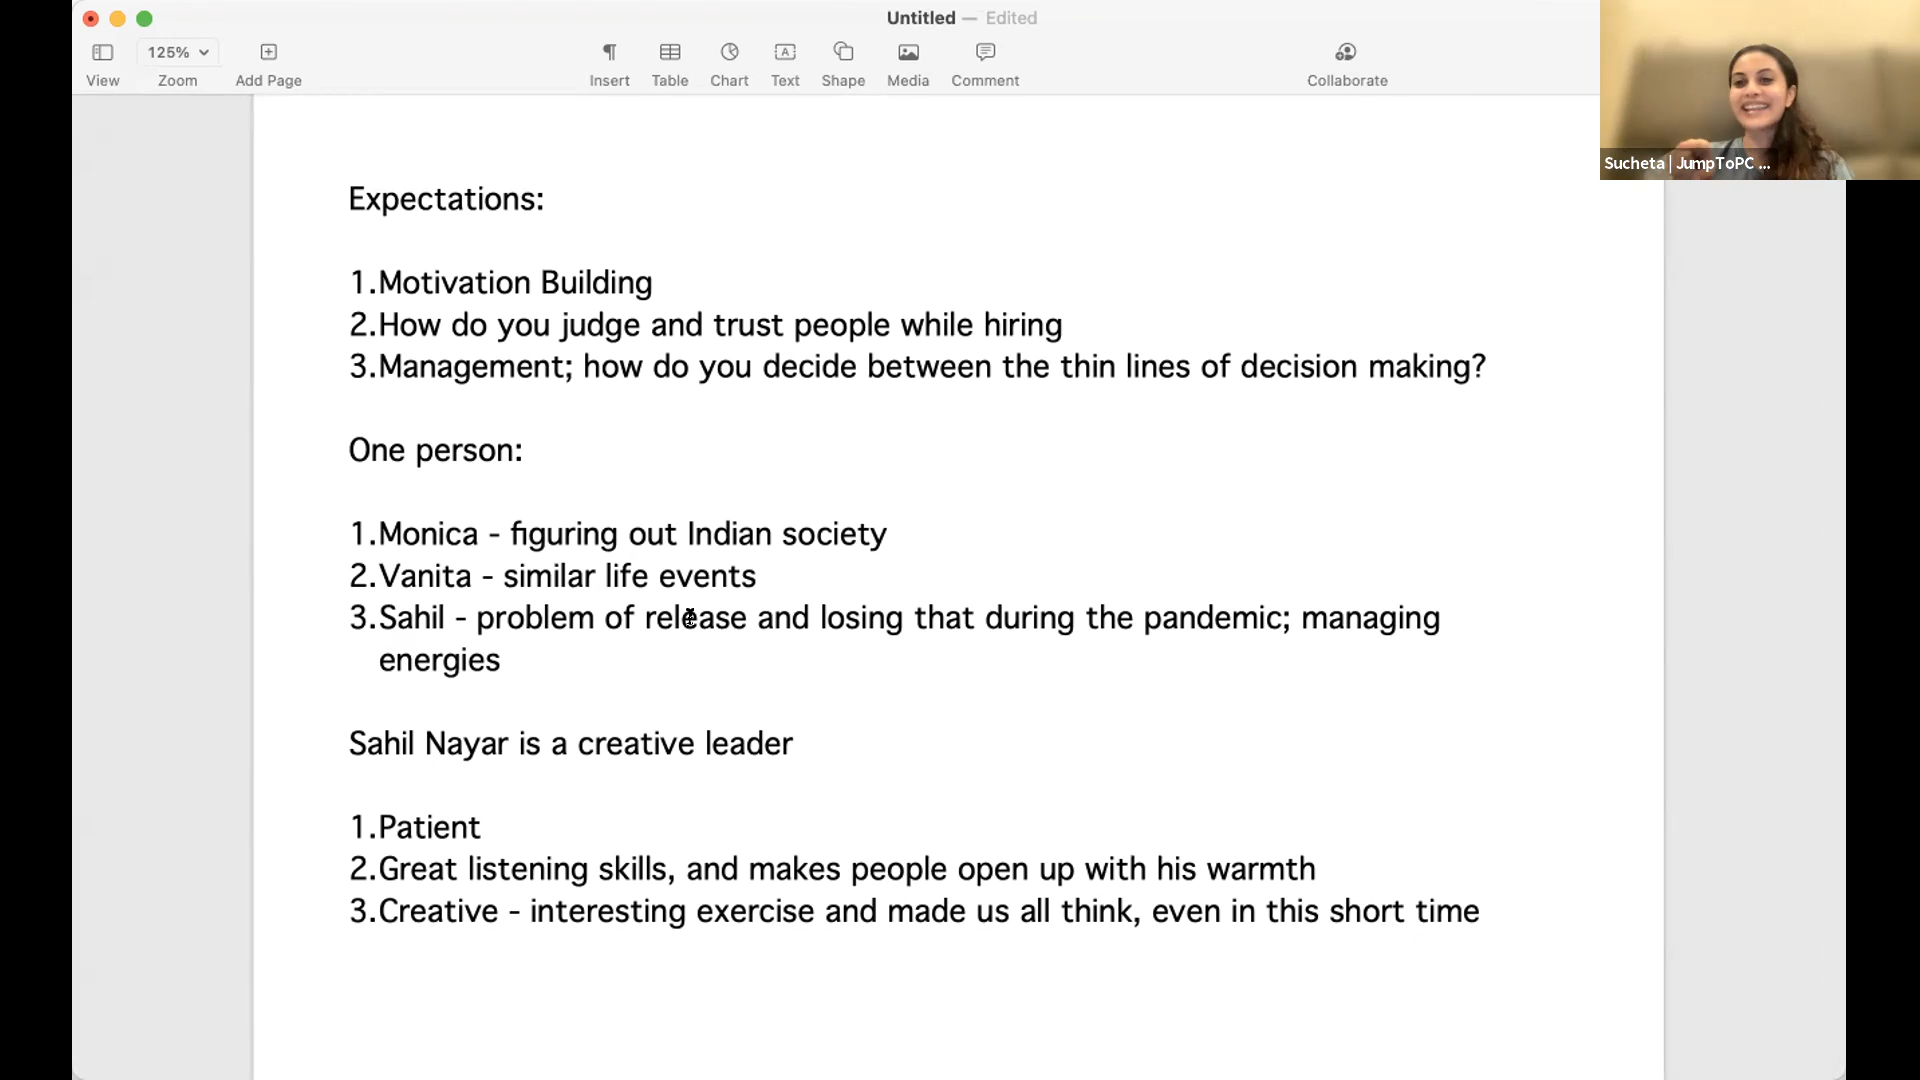 Untitled — Edited
125%
View
Zoom
Add Page
Insert
Table
Chart
Text
Shape
Media
Comment
Collaborate
Sucheta | JumpToPC ...
Expectations:
1.Motivation Building
2.How do you judge and trust people while hiring
3.Management; how do you decide between the thin lines of decision making?
One person:
1.Monica - figuring out Indian society
2.Vanita - similar life events
3.Sahil - problem of release and losing that during the pandemic; managing
energies
Sahil Nayar is a creative leader
1.Patient
2.Great listening skills, and makes people open up with his warmth
3.Creative - interesting exercise and made us all think, even in this short time